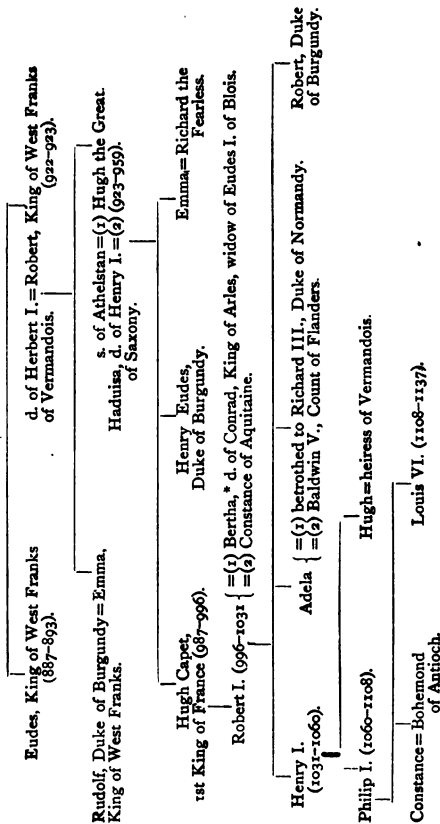 Eudes, King of West Franks
(887–893).
d. of Herbert I. = Robert, King of West Franks
of Vermandois. (922–923).
Rudolf, Duke of Burgundy = Emma,
King of West Franks.
s. of Athelstan = (1) Hugh the Great.
Haduisa, d. of Henry I. = (2) (923–959).
of Saxony.
Hugh Capet,
1st King of France (987–996).
Henry Eudes,
Duke of Burgundy.
Emma, = Richard the
Fearless.
Robert I. (996–1031 { = (1) Bertha,* d. of Conrad, King of Arles, widow of Eudes I. of Blois.
= (2) Constance of Aquitaine.
Henry I.
(1031–1060).
Adela { = (1) betrothed to Richard III., Duke of Normandy.
= (2) Baldwin V., Count of Flanders.
Robert, Duke
of Burgundy.
Philip I. (1060–1108).
Hugh = heiress of Vermandois.
Constance = Bohemond
of Antioch.
Louis VI. (1108–1137).